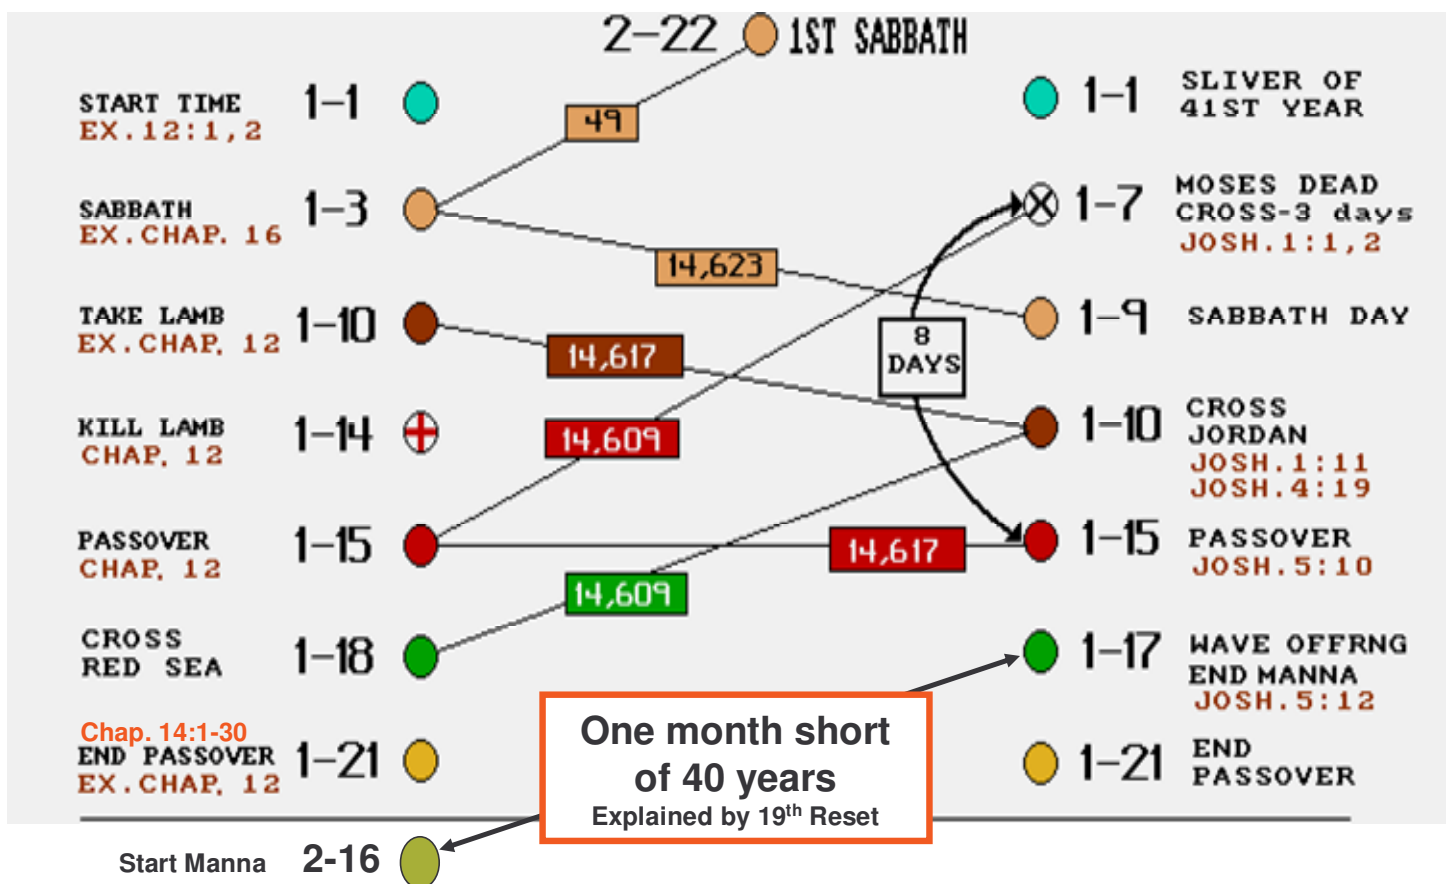 2-22 1ST SABBATH
START TIME 1-1
EX.12:1,2
49
SABBATH 1-3
EX.CHAP. 16
14,623
TAKE LAMB 1-10
EX.CHAP. 12
14,617
KILL LAMB 1-14
CHAP. 12
14,609
PASSOVER 1-15
CHAP. 12
14,617
CROSS 1-18
RED SEA
14,609
Chap. 14:1-30
END PASSOVER 1-21
EX.CHAP. 12
Start Manna 2-16
1-1 SLIVER OF
41ST YEAR
1-7 MOSES DEAD
CROSS-3 days
JOSH.1:1,2
1-9 SABBATH DAY
8
DAYS
1-10 CROSS
JORDAN
JOSH.1:11
JOSH.4:19
1-15 PASSOVER
JOSH.5:10
1-17 WAVE OFFRNG
END MANNA
JOSH.5:12
1-21 END
PASSOVER
One month short
of 40 years
Explained by 19th Reset